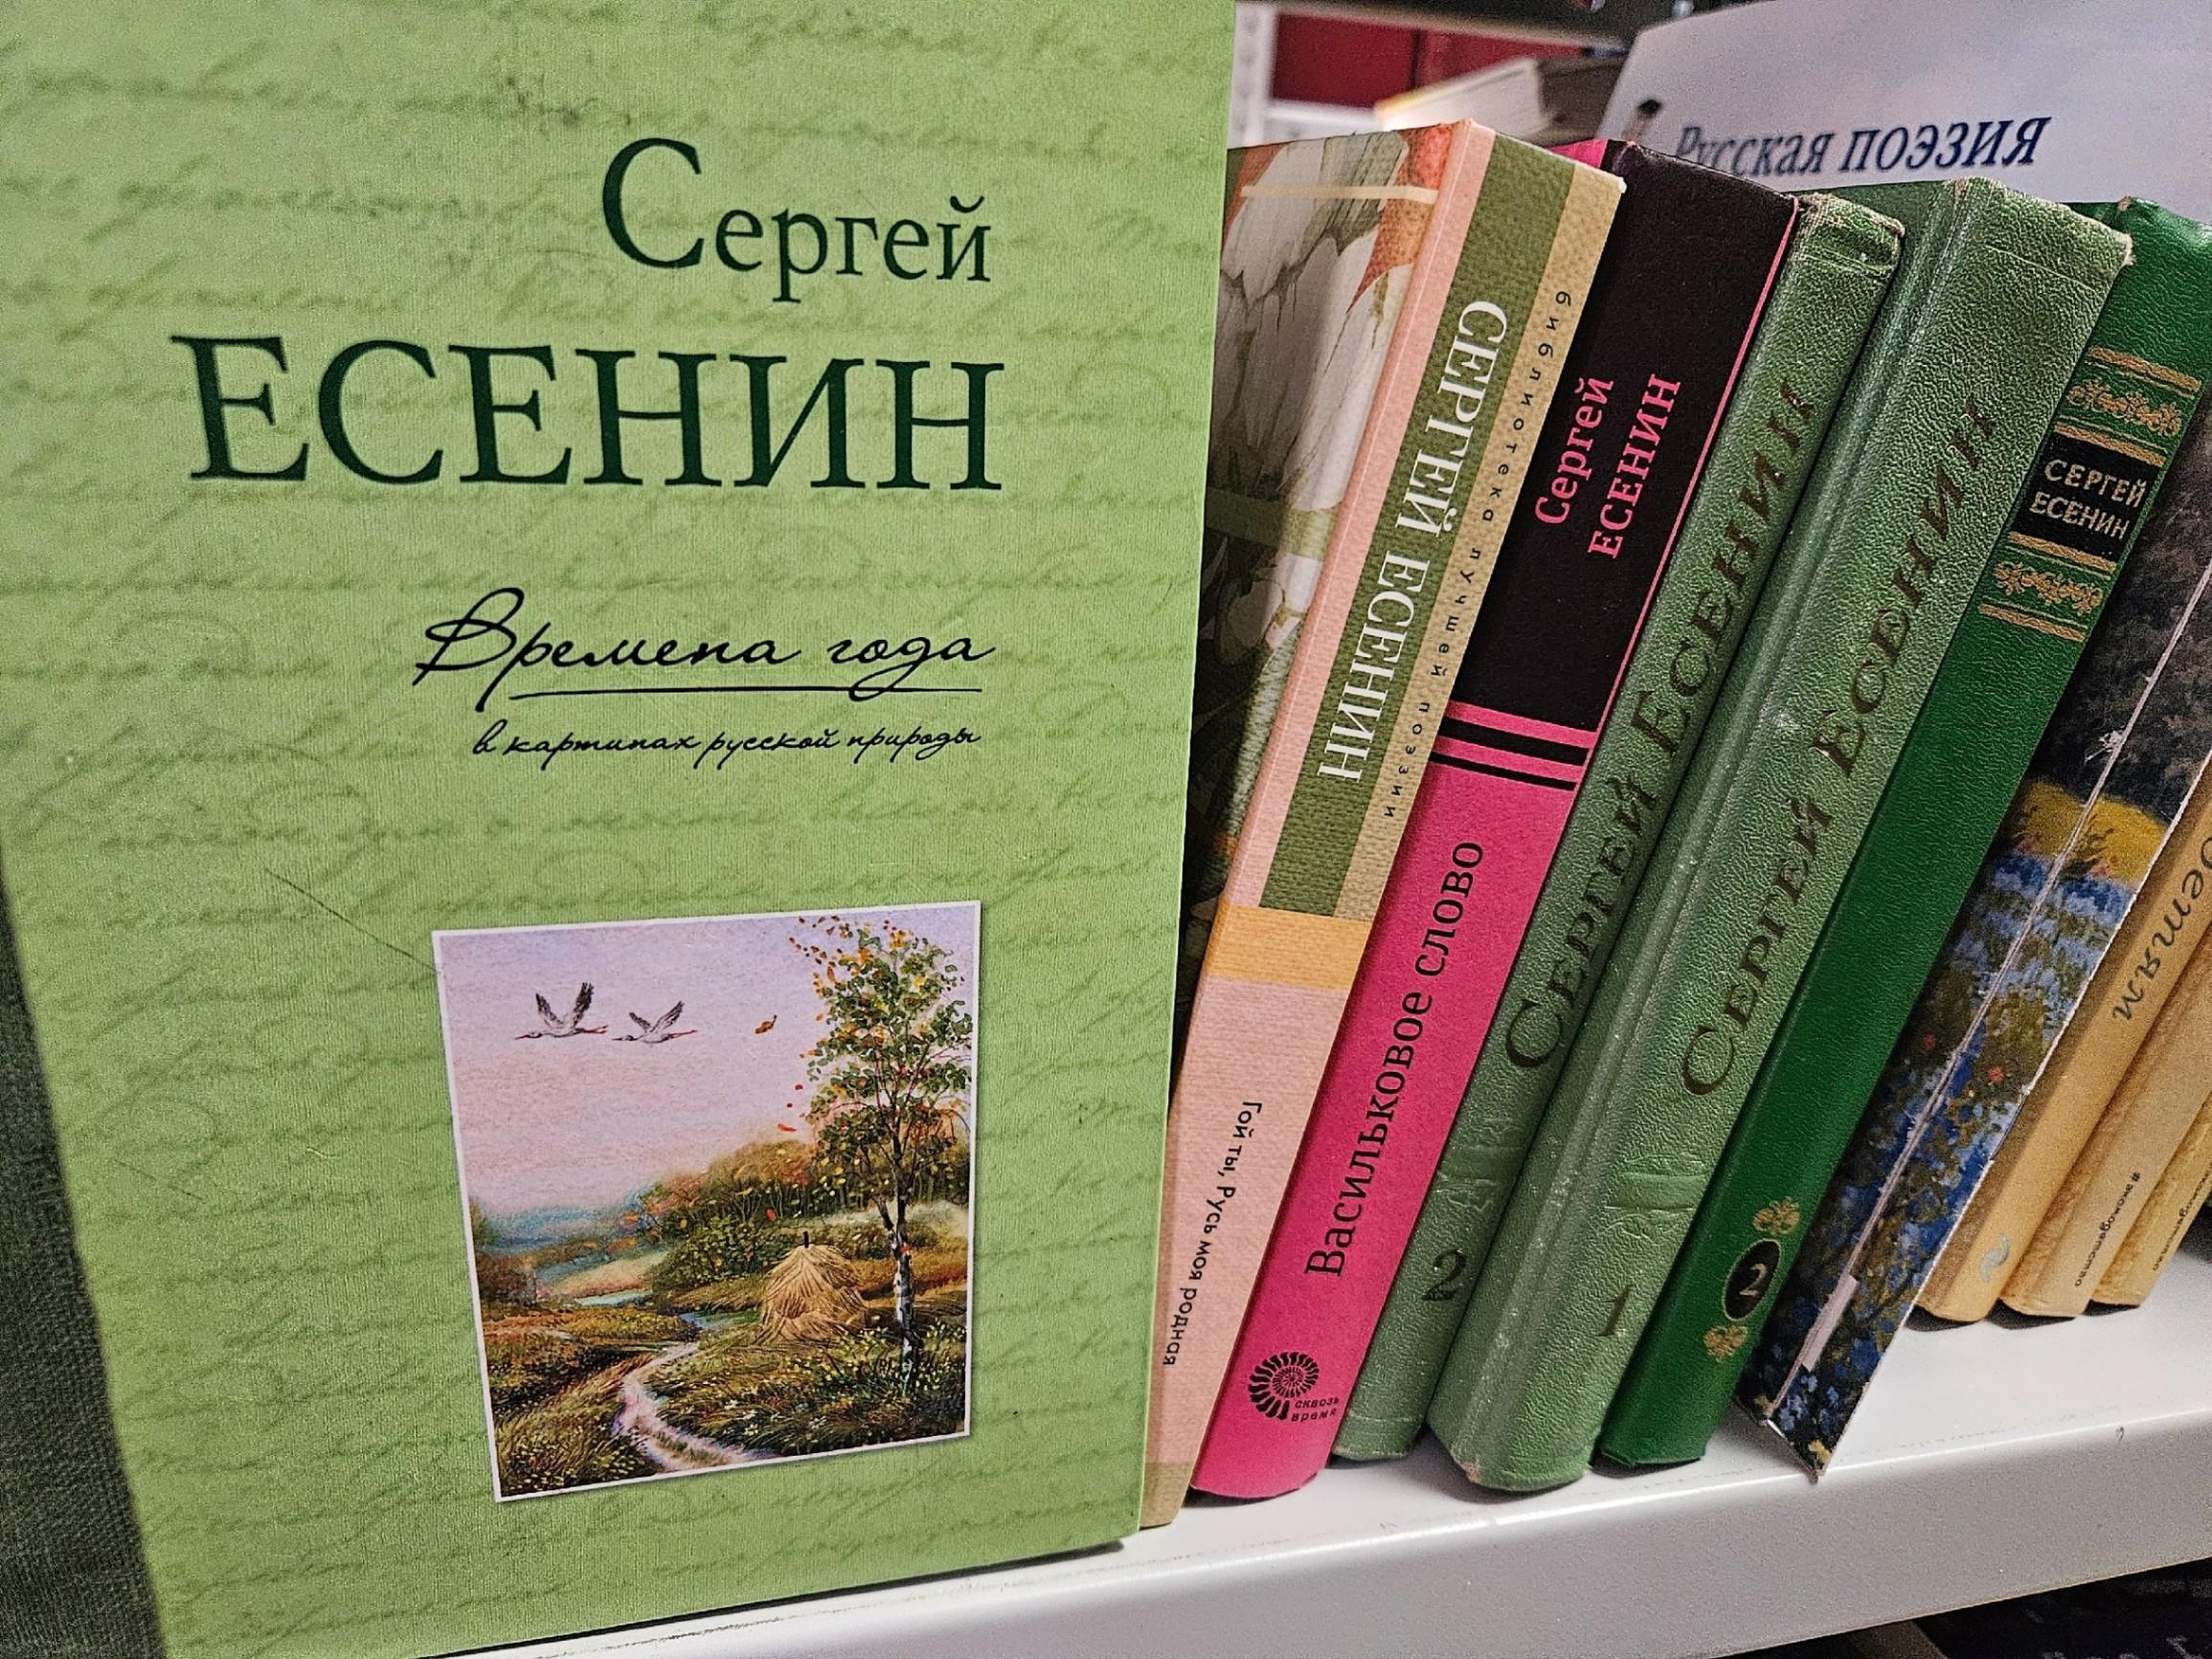 Сергей
ЕСЕНИН
Времена года
в картинах русской природы
Русская поэзия
СЕРГЕЙ ЕСЕНИН
библиотека лучшей поэзии
Гой ты, Русь моя родная
Сергей
ЕСЕНИН
Васильковое слово
сквозь
время
Сергей Есенин
2
Сергей Есенин
1
СЕРГЕЙ
ЕСЕНИН
2
#экодетство